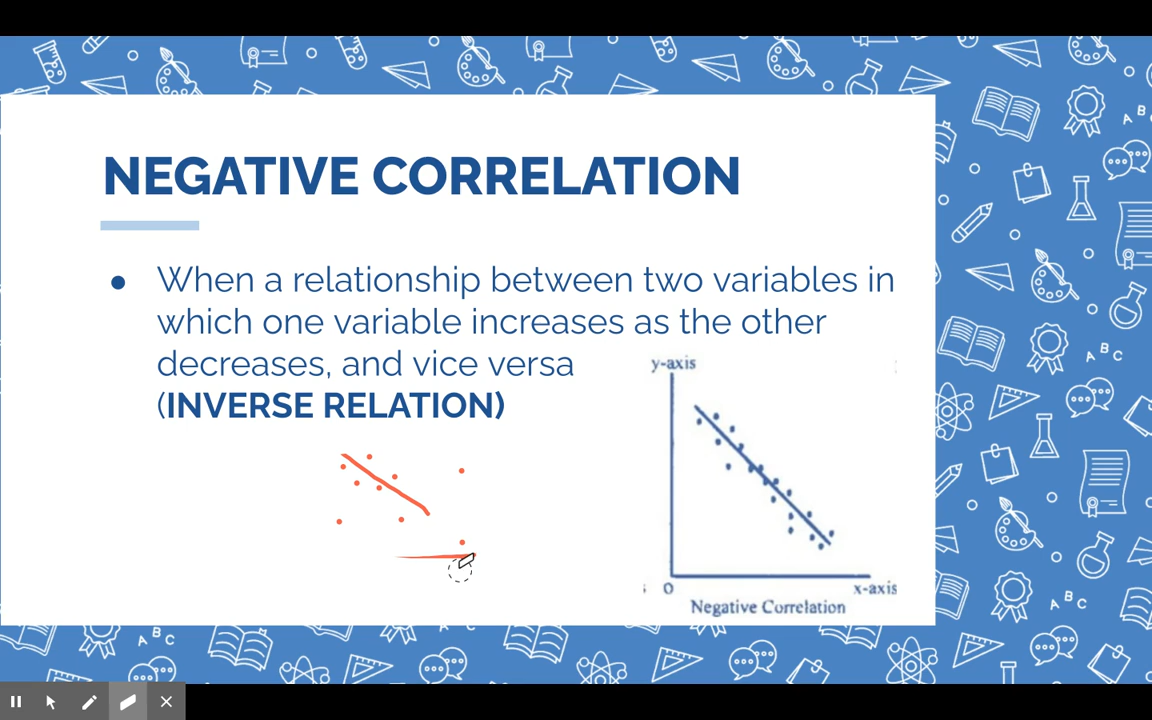 NEGATIVE CORRELATION
● When a relationship between two variables in
which one variable increases as the other
decreases, and vice versa
(INVERSE RELATION)
y-axis
0
x-axis
Negative Correlation
A B C
A B C
A B C
A B C
A B C